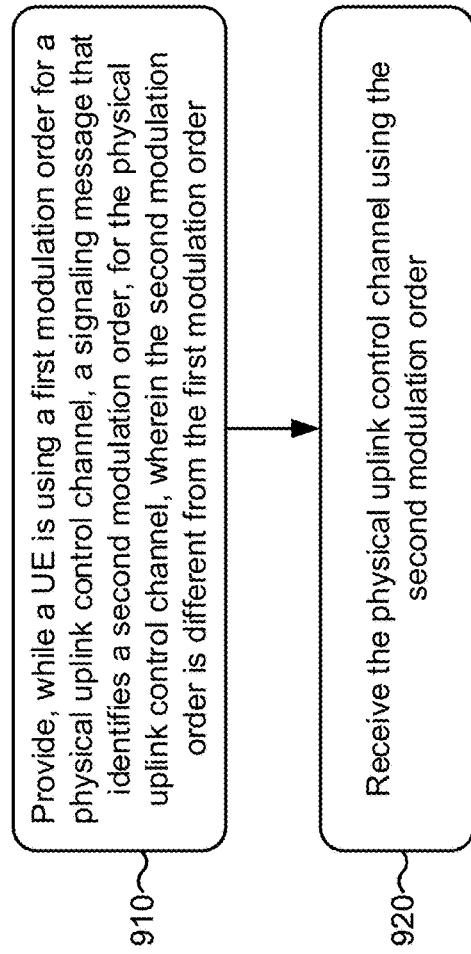 910
Provide, while a UE is using a first modulation order for a
physical uplink control channel, a signaling message that
identifies a second modulation order, for the physical
uplink control channel, wherein the second modulation
order is different from the first modulation order
920
Receive the physical uplink control channel using the
second modulation order